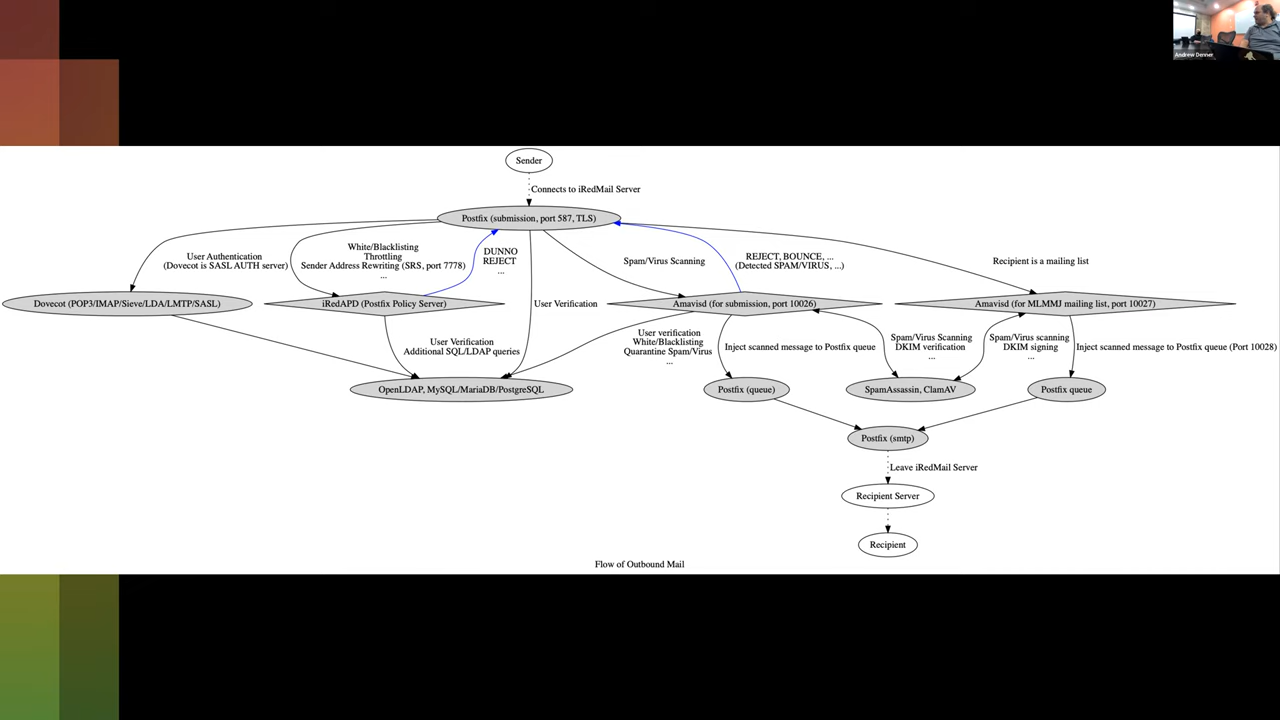 Andrew Denner
Sender
Connects to iRedMail Server
Postfix (submission, port 587, TLS)
User Authentication
(Dovecot is SASL AUTH server)
White/Blacklisting
Throttling
Sender Address Rewriting (SRS, port 7778)
...
DUNNO
REJECT
...
Spam/Virus Scanning
REJECT, BOUNCE, ...
(Detected SPAM/VIRUS, ...)
Recipient is a mailing list
Dovecot (POP3/IMAP/Sieve/LDA/LMTP/SASL)
iRedAPD (Postfix Policy Server)
User Verification
Amavisd (for submission, port 10026)
Amavisd (for MLMMJ mailing list, port 10027)
User Verification
Additional SQL/LDAP queries
User verification
White/Blacklisting
Quarantine Spam/Virus
...
Inject scanned message to Postfix queue
Spam/Virus Scanning
DKIM verification
...
Spam/Virus scanning
DKIM signing
...
Inject scanned message to Postfix queue (Port 10028)
OpenLDAP, MySQL/MariaDB/PostgreSQL
Postfix (queue)
SpamAssassin, ClamAV
Postfix queue
Postfix (smtp)
Leave iRedMail Server
Recipient Server
Recipient
Flow of Outbound Mail